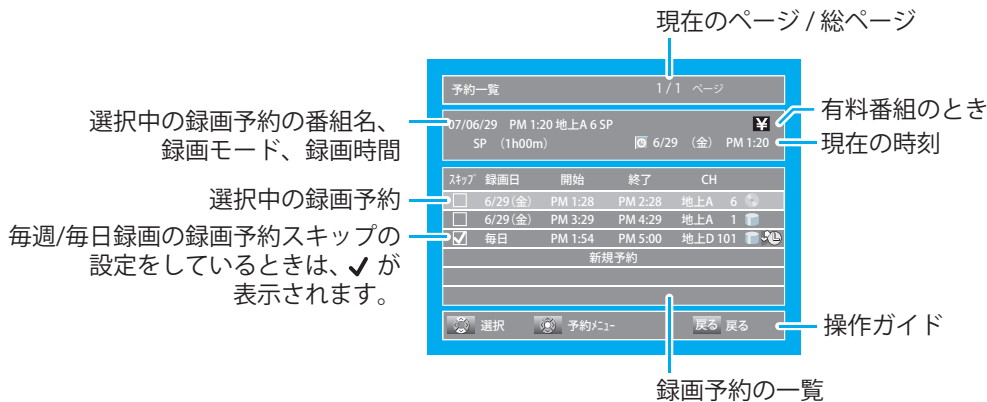 現在のページ / 総ページ
予約一覧 1 / 1 ページ
選択中の録画予約の番組名、
録画モード、録画時間
07/06/29 PM 1:20 地上A 6 SP
SP (1h00m)
6/29 (金) PM 1:20
¥
有料番組のとき
現在の時刻
スキップ 録画日 開始 終了 CH
選択中の録画予約
6/29(金) PM 1:28 PM 2:28 地上A 6
6/29(金) PM 3:29 PM 4:29 地上A 1
毎週/毎日録画の録画予約スキップの
設定をしているときは、✓ が
表示されます。
毎日 PM 1:54 PM 5:00 地上D 101
新規予約
選択 予約メニュー 戻る 戻る
操作ガイド
録画予約の一覧